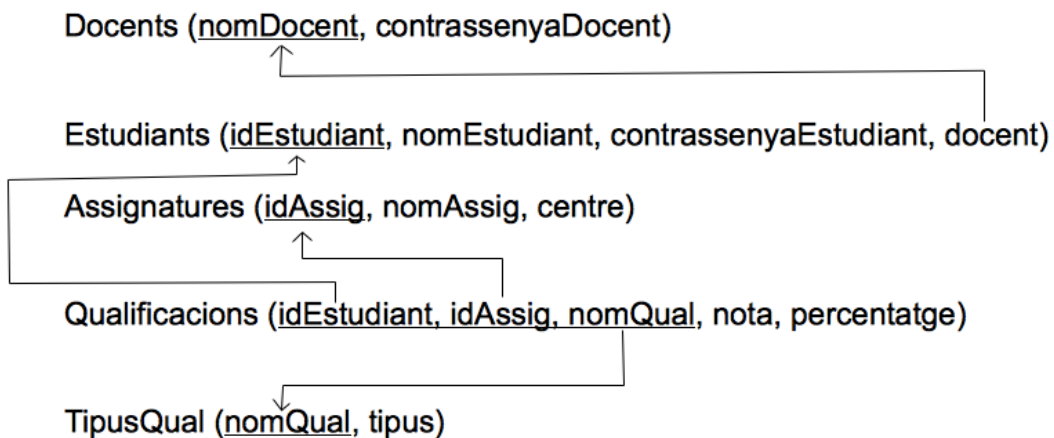 Docents (nomDocent, contrassenyaDocent)
Estudiants (idEstudiant, nomEstudiant, contrassenyaEstudiant, docent)
Assignatures (idAssig, nomAssig, centre)
Qualificacions (idEstudiant, idAssig, nomQual, nota, percentatge)
TipusQual (nomQual, tipus)